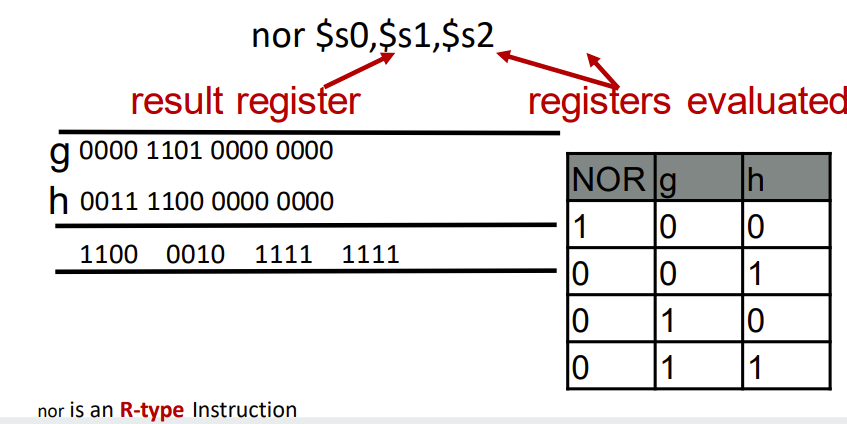 nor $s0,$s1,$s2
result register
registers evaluated
g 0000 1101 0000 0000
h 0011 1100 0000 0000
1100 0010 1111 1111
NOR g h
1 0 0
0 0 1
0 1 0
0 1 1
nor is an R-type Instruction